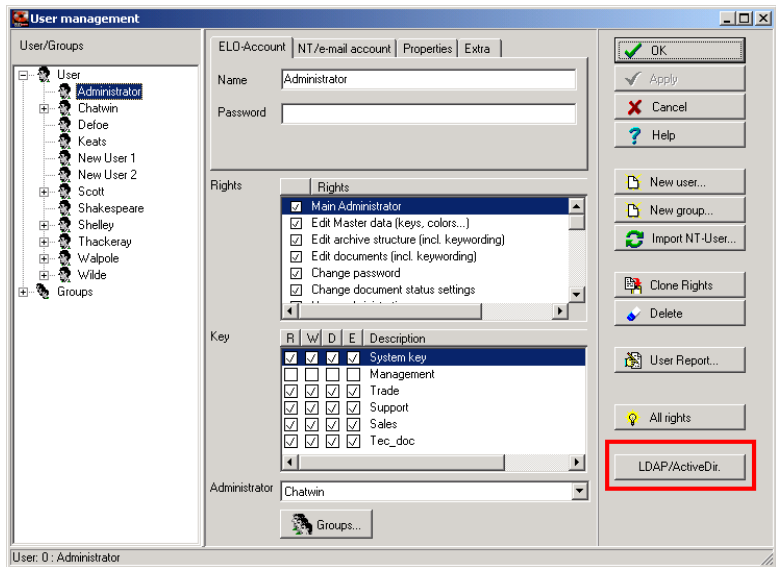 User management
User/Groups
User
Administrator
Chatwin
Defoe
Keats
New User 1
New User 2
Scott
Shakespeare
Shelley
Thackeray
Walpole
Wilde
Groups
ELO-Account NT/e-mail account Properties Extra
Name Administrator
Password
Rights Rights
Main Administrator
Edit Master data (keys, colors...)
Edit archive structure (incl. keywording)
Edit documents (incl. keywording)
Change password
Change document status settings
Key R W D E Description
System key
Management
Trade
Support
Sales
Tec_doc
Administrator Chatwin
Groups...
OK
Apply
Cancel
Help
New user...
New group...
Import NT-User...
Clone Rights
Delete
User Report...
All rights
LDAP/ActiveDir.
User: 0 : Administrator